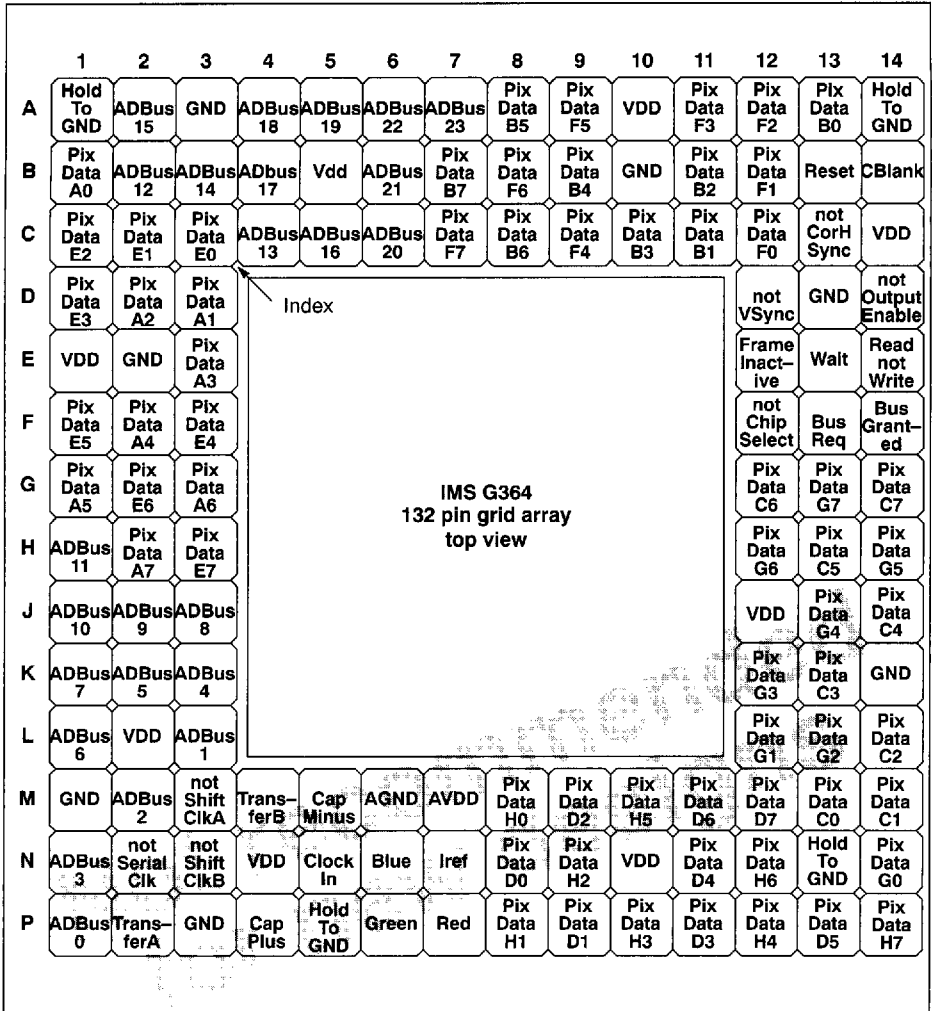 1 2 3 4 5 6 7 8 9 10 11 12 13 14
A Hold To GND ADBus 15 GND ADBus 18 ADBus 19 ADBus 22 ADBus 23 Pix Data B5 Pix Data F5 VDD Pix Data F3 Pix Data F2 Pix Data B0 Hold To GND
B Pix Data A0 ADBus 12 ADBus 14 ADbus 17 Vdd ADBus 21 Pix Data B7 Pix Data F6 Pix Data B4 GND Pix Data B2 Pix Data F1 Reset CBlank
C Pix Data E2 Pix Data E1 Pix Data E0 ADBus 13 ADBus 16 ADBus 20 Pix Data F7 Pix Data B6 Pix Data F4 Pix Data B3 Pix Data B1 Pix Data F0 not CorH Sync VDD
Index
D Pix Data E3 Pix Data A2 Pix Data A1 not VSync GND not Output Enable
E VDD GND Pix Data A3 Frame Inact– ive Wait Read not Write
F Pix Data E5 Pix Data A4 Pix Data E4 not Chip Select Bus Req Bus Grant– ed
G Pix Data A5 Pix Data E6 Pix Data A6 Pix Data C6 Pix Data G7 Pix Data C7
IMS G364
132 pin grid array
top view
H ADBus 11 Pix Data A7 Pix Data E7 Pix Data G6 Pix Data C5 Pix Data G5
J ADBus 10 ADBus 9 ADBus 8 VDD Pix Data G4 Pix Data C4
K ADBus 7 ADBus 5 ADBus 4 Pix Data G3 Pix Data C3 GND
L ADBus 6 VDD ADBus 1 Pix Data G1 Pix Data G2 Pix Data C2
M GND ADBus 2 not Shift ClkA Trans– ferB Cap Minus AGND AVDD Pix Data H0 Pix Data D2 Pix Data H5 Pix Data D6 Pix Data D7 Pix Data C0 Pix Data C1
N ADBus 3 not Serial Clk not Shift ClkB VDD Clock In Blue Iref Pix Data D0 Pix Data H2 VDD Pix Data D4 Pix Data H6 Hold To GND Pix Data G0
P ADBus 0 Trans– ferA GND Cap Plus Hold To GND Green Red Pix Data H1 Pix Data D1 Pix Data H3 Pix Data D3 Pix Data H4 Pix Data D5 Pix Data H7